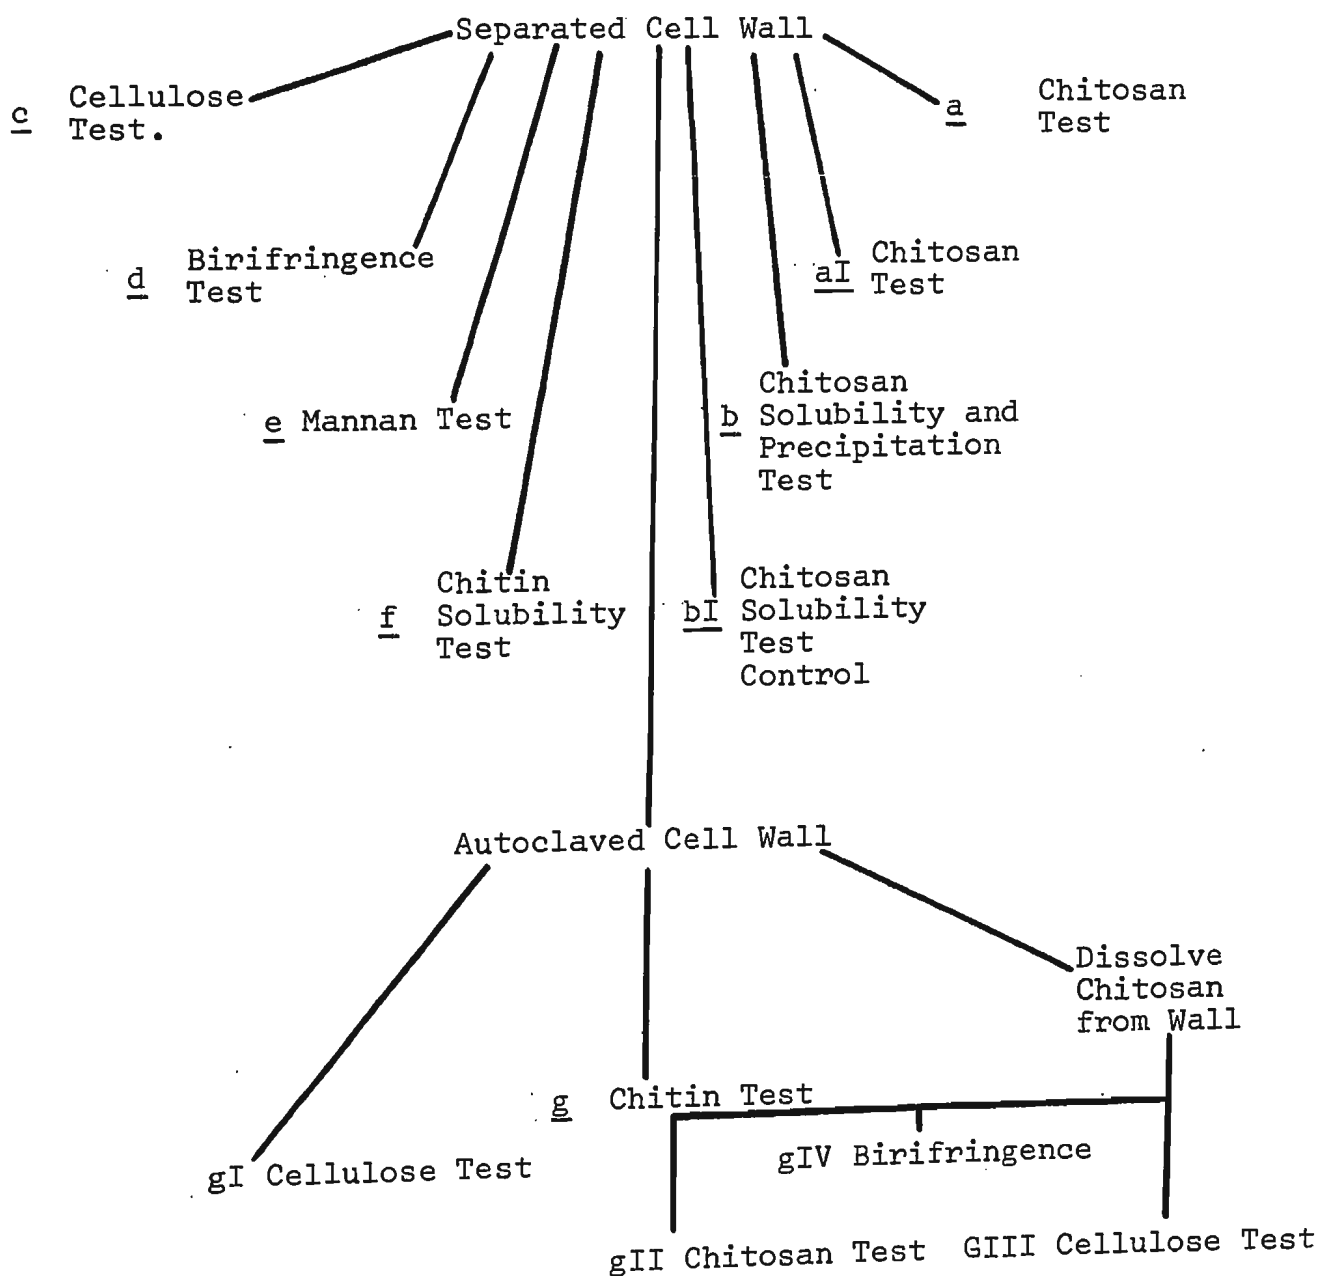 Separated Cell Wall
c Cellulose
Test.
a Chitosan
Test
d Birifringence
Test
aI Chitosan
Test
e Mannan Test
b Chitosan
Solubility and
Precipitation
Test
f Chitin
Solubility
Test
bI Chitosan
Solubility
Test
Control
Autoclaved Cell Wall
Dissolve
Chitosan
from Wall
g Chitin Test
gI Cellulose Test
gIV Birifringence
gII Chitosan Test
GIII Cellulose Test